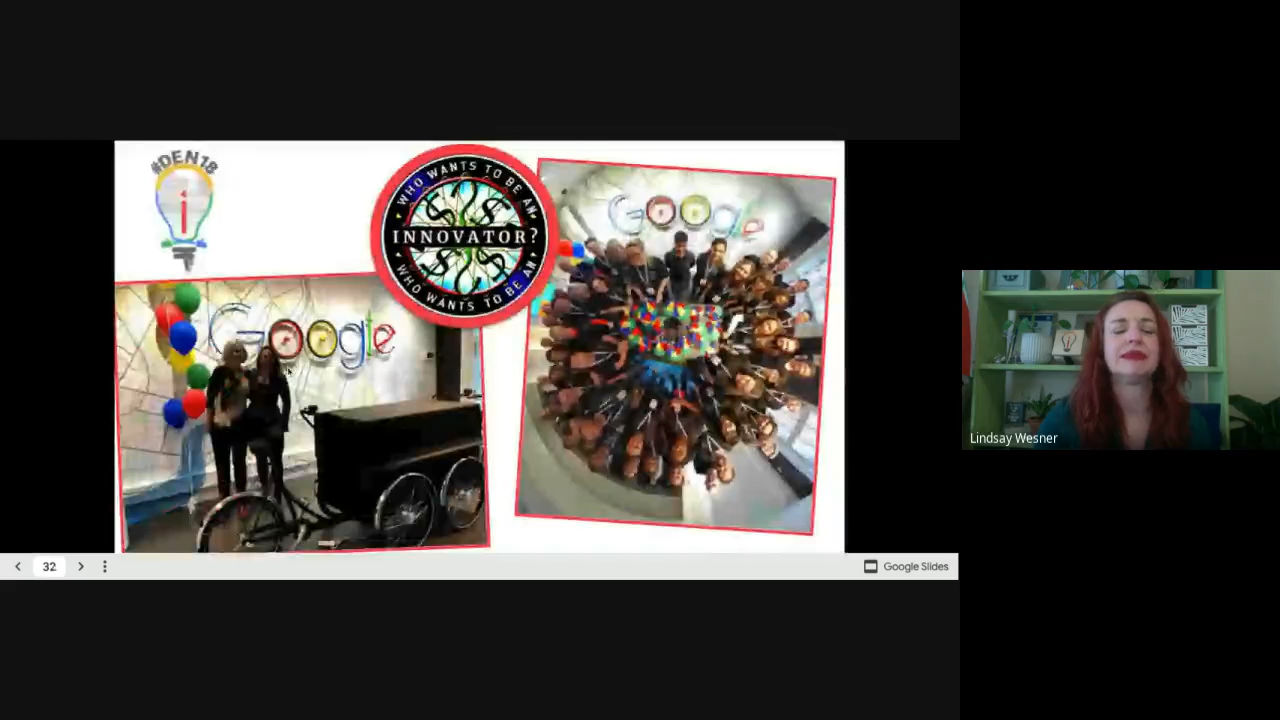 #DEN18
i
WHO WANTS TO BE AN
INNOVATOR?
WHO WANTS TO BE AN
Google
Google
Lindsay Wesner
32
Google Slides